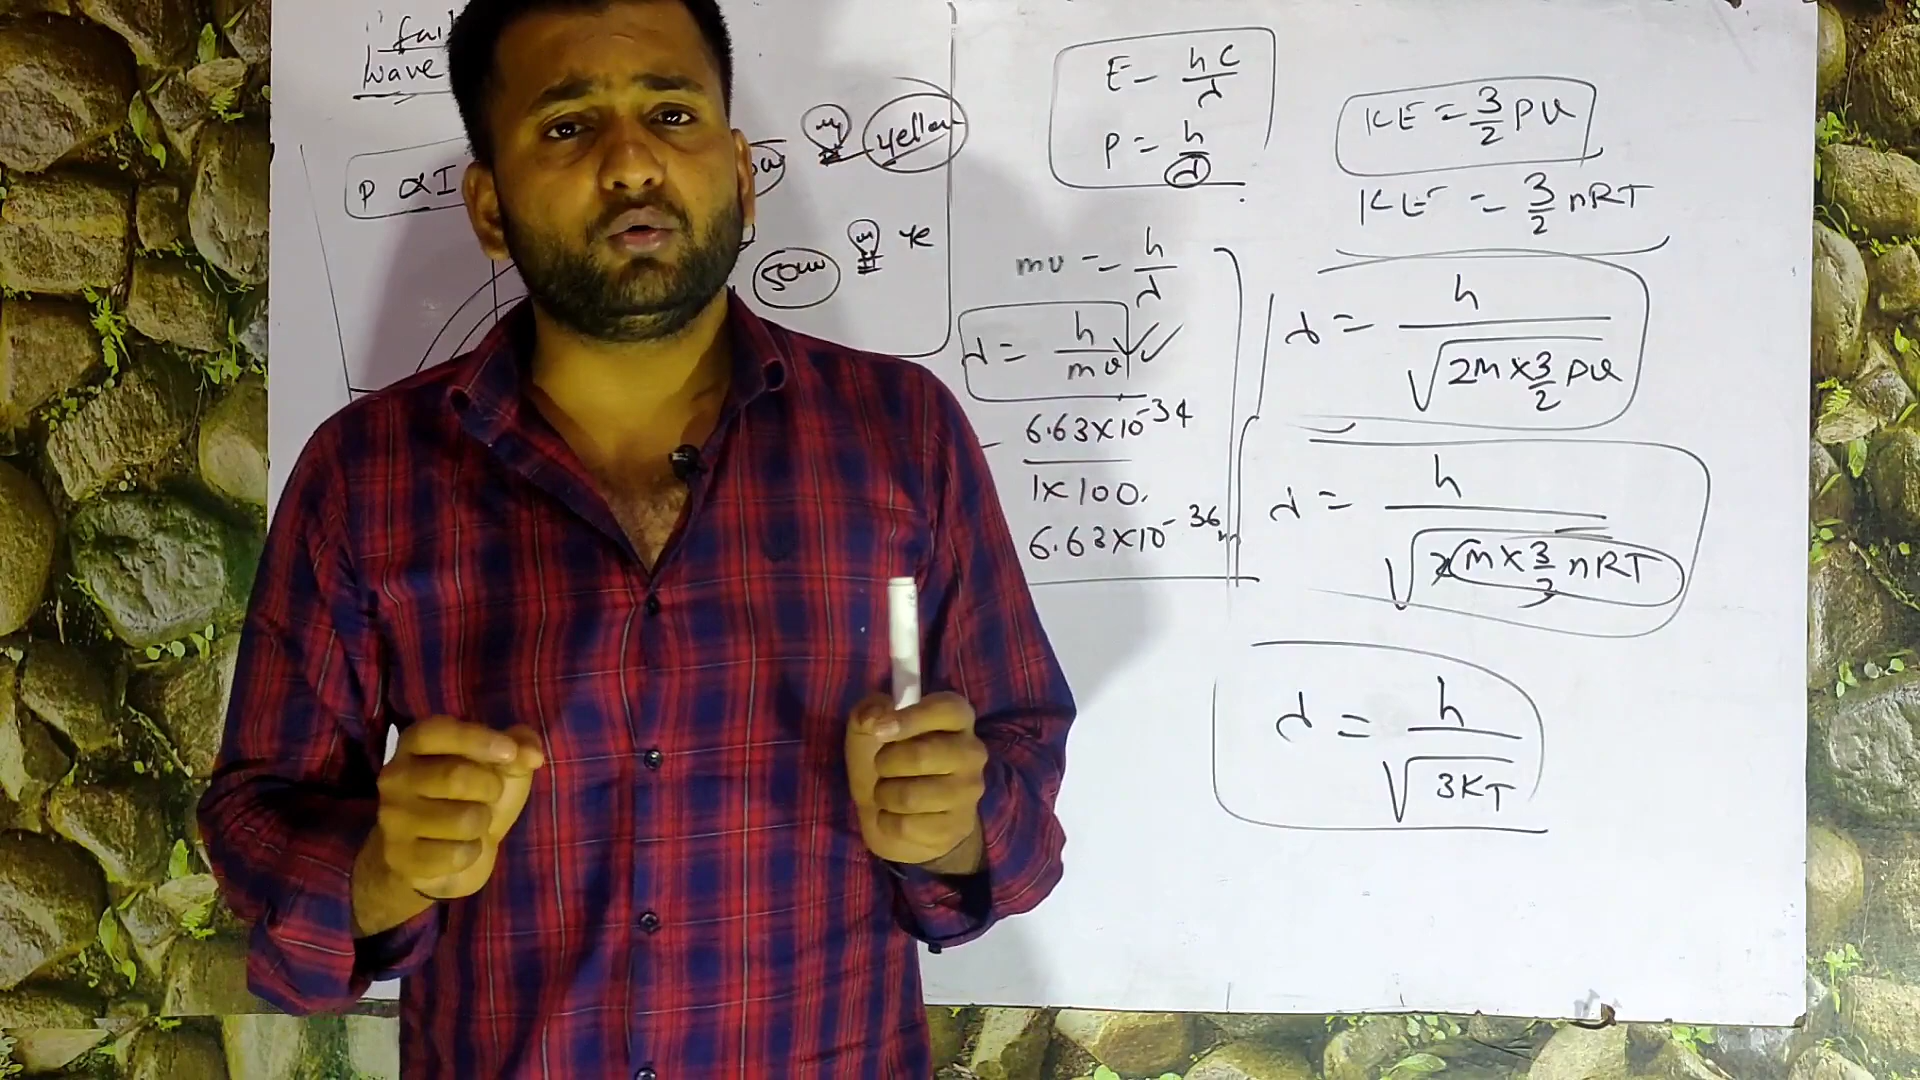 wave
P α I
yellow
50w
ye
E = hc/λ
P = h/λ
mv = h/λ
λ = h/mv
6.63×10^-34
1×100.
6.63×10^-36 m
KE = 3/2 PV
KE = 3/2 nRT
λ = h/√2m×3/2 PV
λ = h/√2m×3/2 nRT
λ = h/√3KT